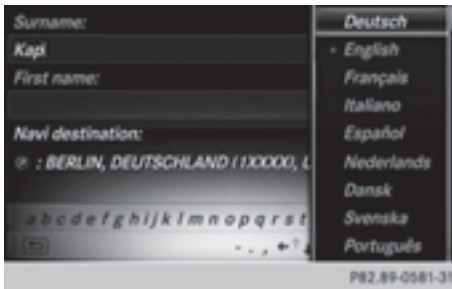 Surname:
Kapi
First name:
Navi destination:
: BERLIN, DEUTSCHLAND (1XXXXX, L
a b c d e f g h i j k l m n o p q r s t
- . ,
Deutsch
English
Français
Italiano
Español
Nederlands
Dansk
Svenska
Português
P82.89-0581-31